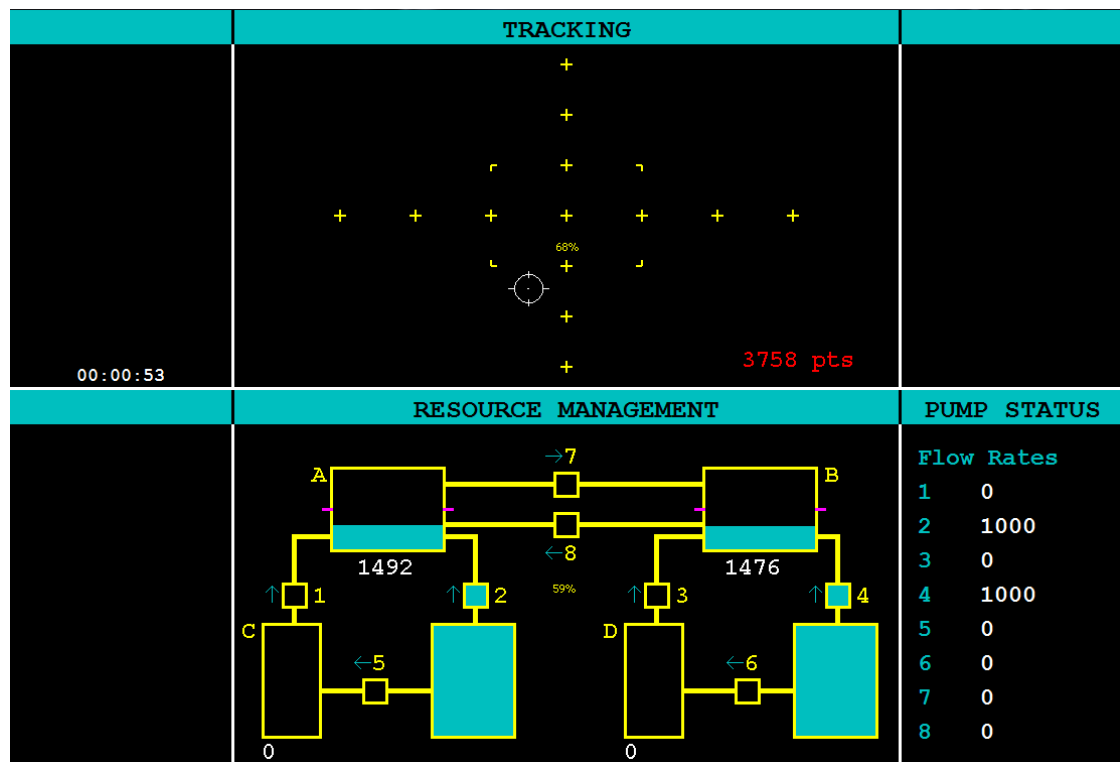 TRACKING
68%
3758 pts
00:00:53
RESOURCE MANAGEMENT
PUMP STATUS
→7
A
B
←8
1492
1476
59%
↑ 1
↑ 2
↑ 3
↑ 4
C
D
←5
←6
0
0
Flow Rates
1 0
2 1000
3 0
4 1000
5 0
6 0
7 0
8 0